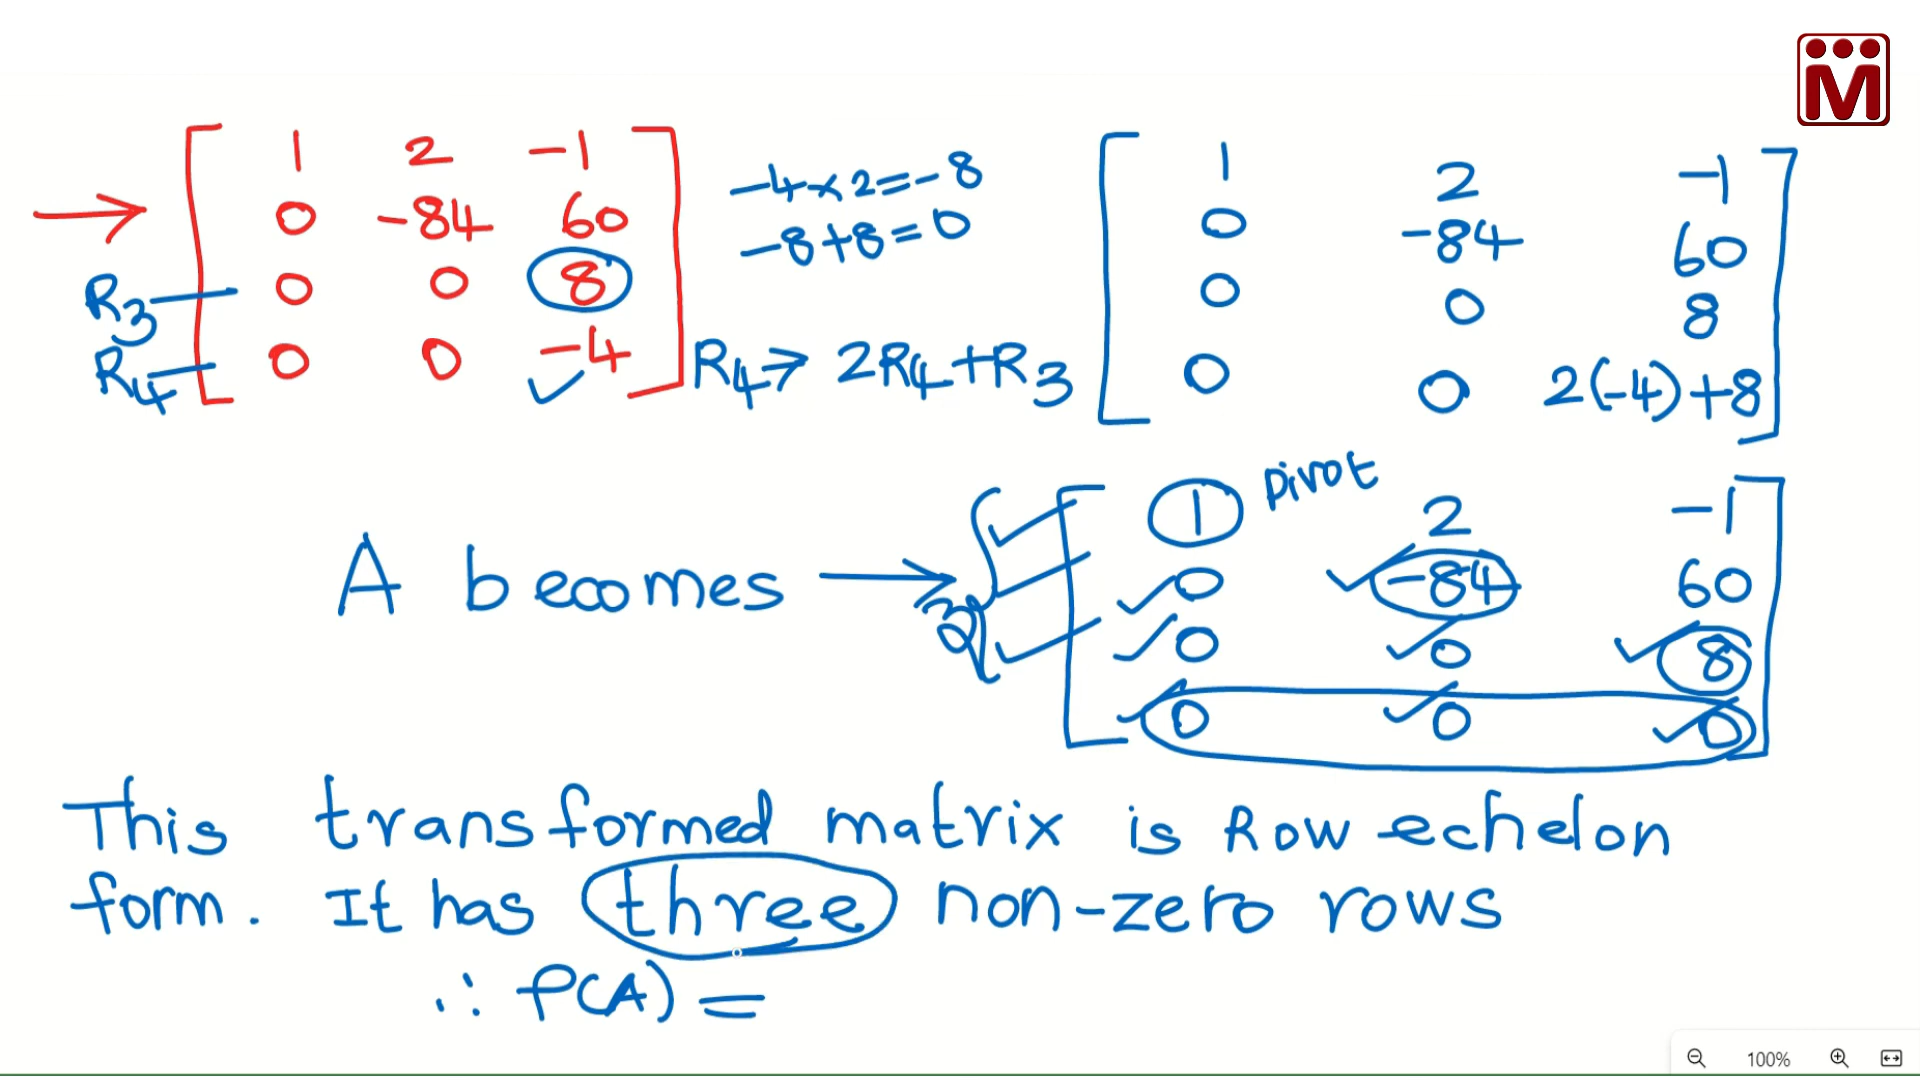 1 2 -1
0 -84 60
R3 0 0 8
R4 0 0 -4
-4×2=-8
-8+8=0
R4→ 2R4+R3
1 2 -1
0 -84 60
0 0 8
0 0 2(-4)+8
A becomes → 3
1 pivot 2 -1
0 -84 60
0 0 8
0 0 0
This transformed matrix is Row echelon
form. It has three non-zero rows
∴ ρ(A) =
M
100%